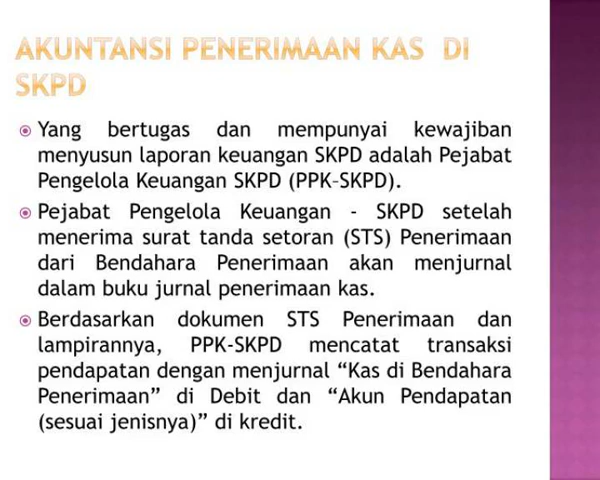 AKUNTANSI PENERIMAAN KAS DI
SKPD
Yang bertugas dan mempunyai kewajiban
menyusun laporan keuangan SKPD adalah Pejabat
Pengelola Keuangan SKPD (PPK–SKPD).
Pejabat Pengelola Keuangan - SKPD setelah
menerima surat tanda setoran (STS) Penerimaan
dari Bendahara Penerimaan akan menjurnal
dalam buku jurnal penerimaan kas.
Berdasarkan dokumen STS Penerimaan dan
lampirannya, PPK-SKPD mencatat transaksi
pendapatan dengan menjurnal “Kas di Bendahara
Penerimaan” di Debit dan “Akun Pendapatan
(sesuai jenisnya)” di kredit.